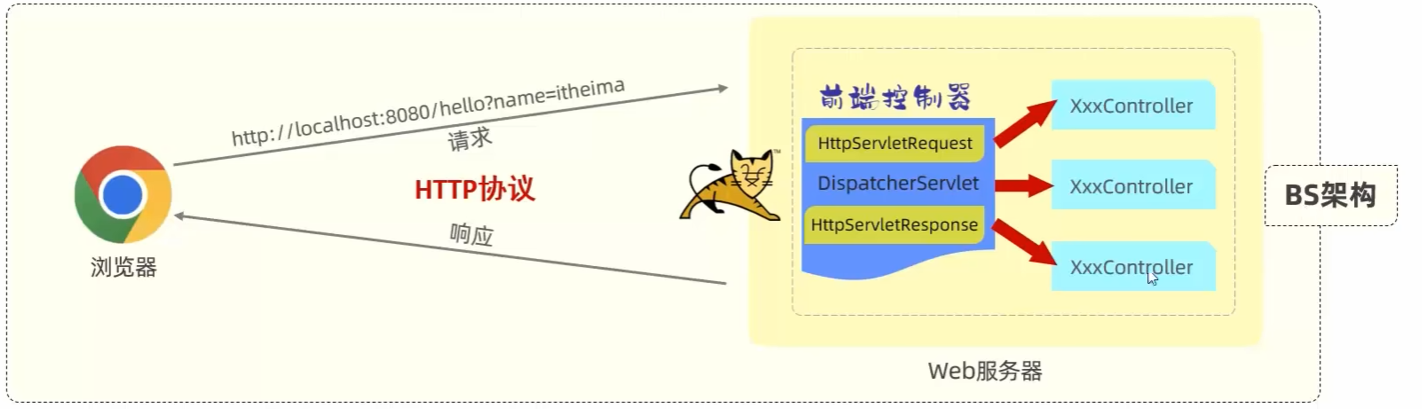 http://localhost:8080/hello?name=itheima
请求
HTTP协议
响应
浏览器
前端控制器
HttpServletRequest
DispatcherServlet
HttpServletResponse
XxxController
XxxController
XxxController
TM
Web服务器
BS架构